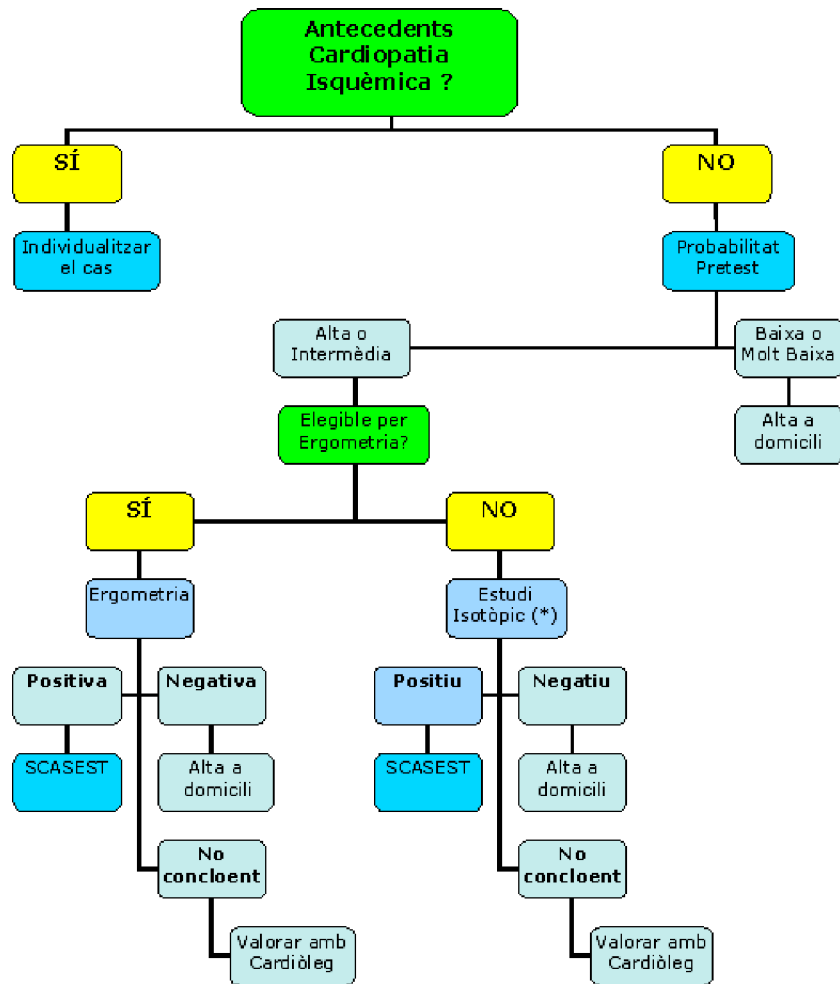 Antecedents
Cardiopatia
Isquèmica ?
SÍ
NO
Individualitzar
el cas
Probabilitat
Pretest
Alta o
Intermèdia
Baixa o
Molt Baixa
Elegible per
Ergometria?
Alta a
domicili
SÍ
NO
Ergometria
Estudi
Isotòpic (*)
Positiva
Negativa
Positiu
Negatiu
SCASEST
Alta a
domicili
SCASEST
Alta a
domicili
No
concloent
No
concloent
Valorar amb
Cardiòleg
Valorar amb
Cardiòleg